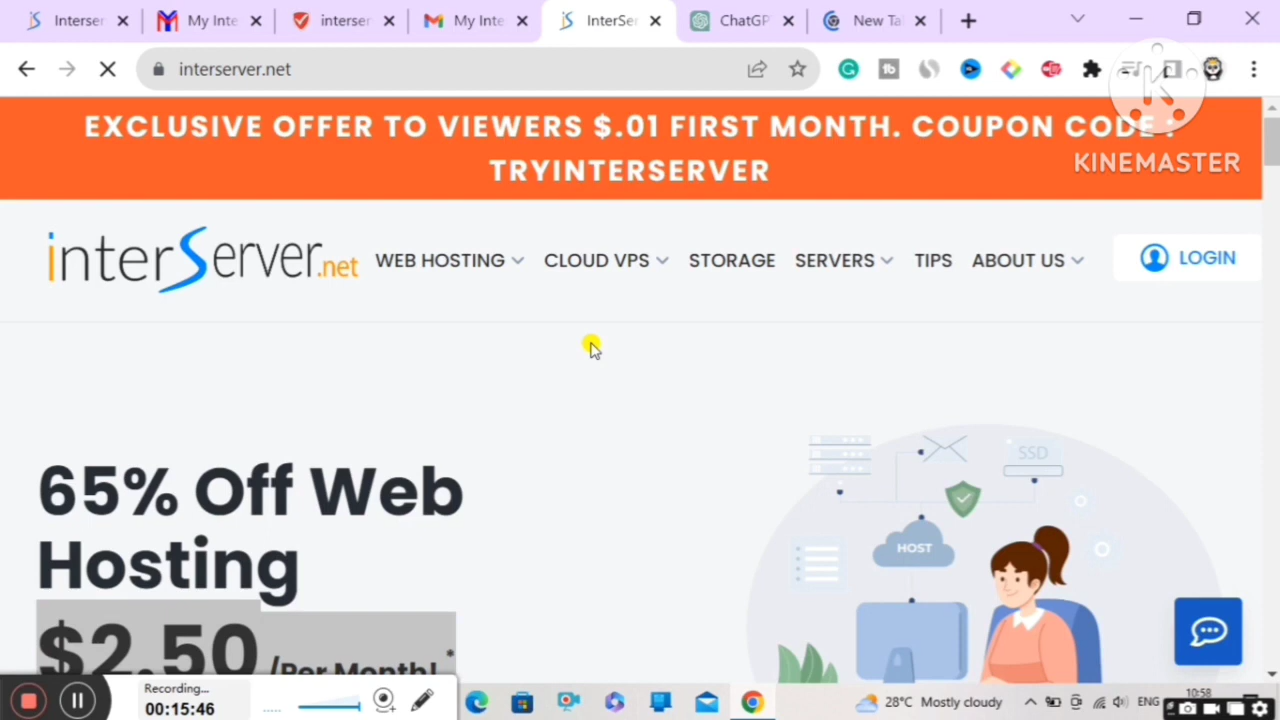 Interser
My Inte
interser
My Inte
InterSer
ChatGP
New Ta
interserver.net
EXCLUSIVE OFFER TO VIEWERS $.01 FIRST MONTH. COUPON CODE :
TRYINTERSERVER
KINEMASTER
interServer.net
WEB HOSTING
CLOUD VPS
STORAGE
SERVERS
TIPS
ABOUT US
LOGIN
65% Off Web
Hosting
$2.50 /Per Month! *
SSD
HOST
Recording...
00:15:46
28°C Mostly cloudy
ENG
10:58